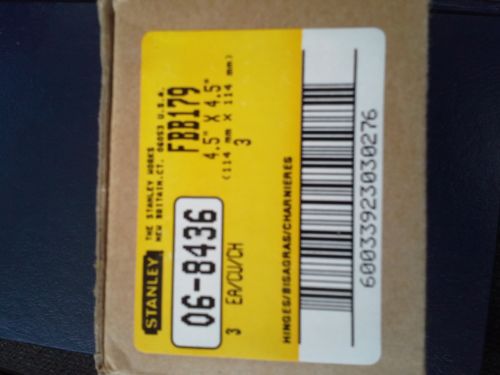 STANLEY
THE STANLEY WORKS
NEW BRITAIN.CT. 06053 U.S.A.
06-8436
FBB179
4.5" X 4.5"
(114 mm X 114 mm)
3 EA/CU/CH
3
HINGES/BISAGRAS/CHARNIERES
60033923030276